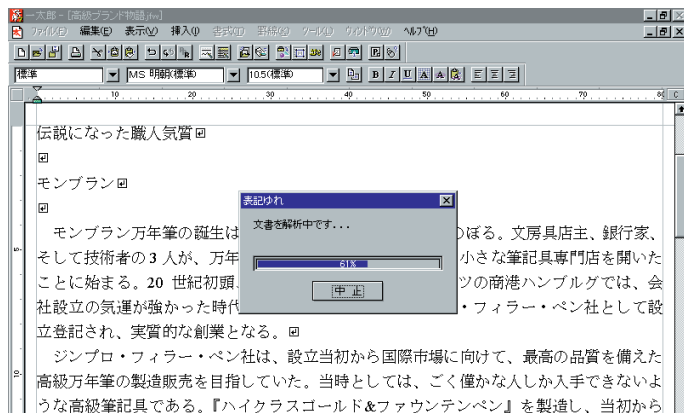 一太郎 - [高級ブランド物語.jtw]
ファイル(F) 編集(E) 表示(V) 挿入(I) 書式(O) 罫線(K) ツール(T) ウィンドウ(W) ヘルプ(H)
標準 MS 明朝(標準) 10.5(標準) B I U A A
10 20 30 40 50 60 70 80 C
伝説になった職人気質
モンブラン
モンブラン万年筆の誕生は のぼる。文房具店主、銀行家、
そして技術者の3人が、万年 小さな筆記具専門店を開いた
ことに始まる。20 世紀初頭、 ツの商港ハンブルグでは、会
社設立の気運が強かった時代 ・フィラー・ペン社として設
立登記され、実質的な創業となる。
ジンプロ・フィラー・ペン社は、設立当初から国際市場に向けて、最高の品質を備えた
高級万年筆の製造販売を目指していた。当時としては、ごく僅かな人しか入手できないよ
うな高級筆記具である。『ハイクラスゴールド&ファウンテンペン』を製造し、当初から
表記ゆれ
文書を解析中です...
61%
中 止